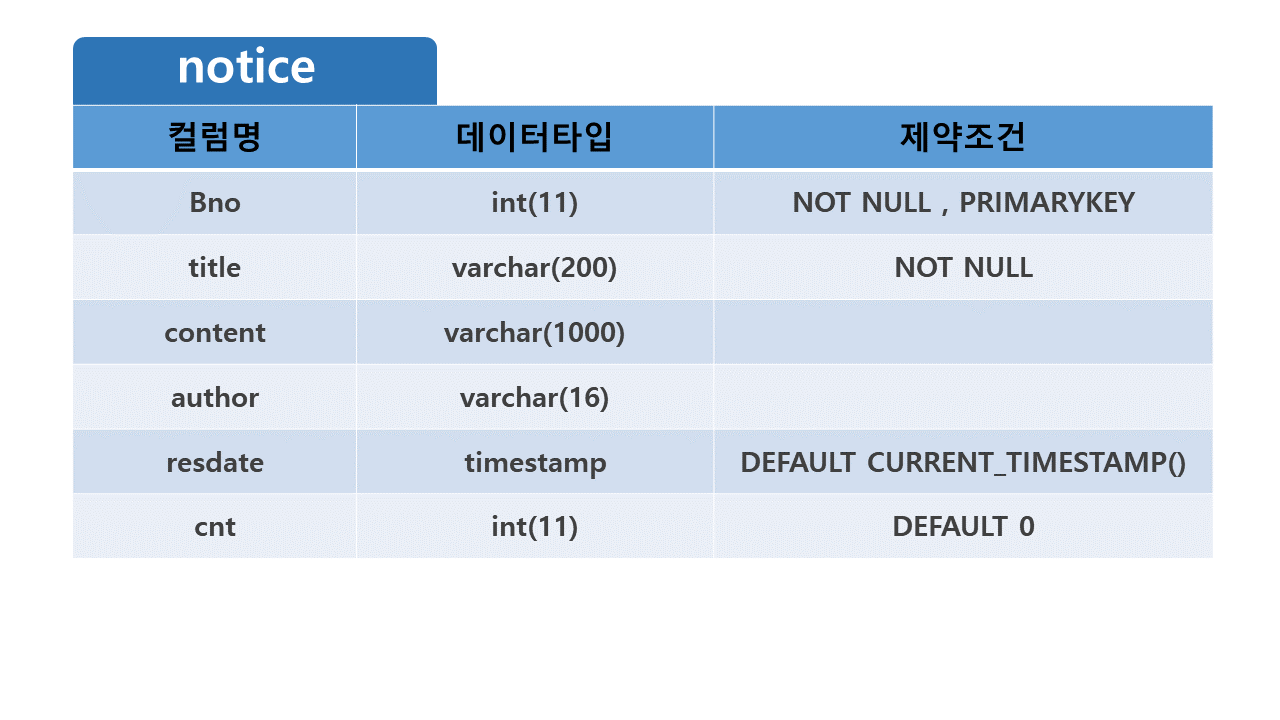 notice
컬럼명 데이터타입 제약조건
Bno int(11) NOT NULL , PRIMARYKEY
title varchar(200) NOT NULL
content varchar(1000)
author varchar(16)
resdate timestamp DEFAULT CURRENT_TIMESTAMP()
cnt int(11) DEFAULT 0